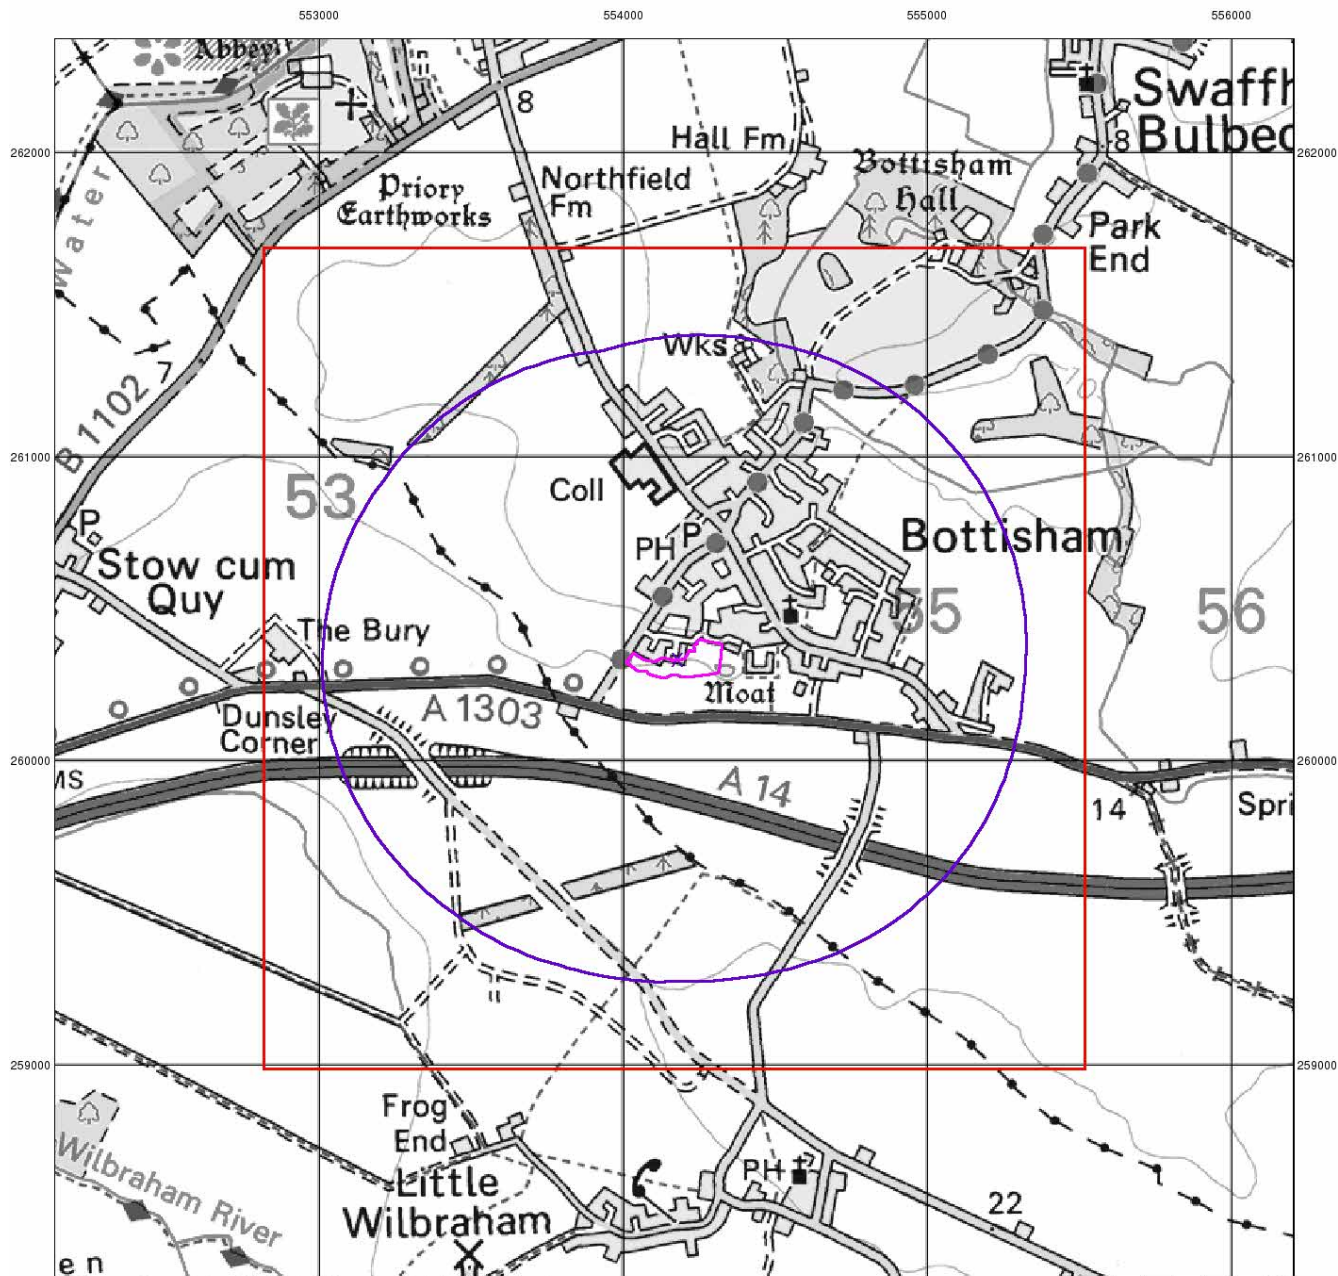 553000
554000
555000
556000
Abbey
8
Hall Fm
Swaffh
Bulbec
8
262000
262000
Priory
Earthworks
Northfield
Fm
Bottisham
Hall
Park
End
Water
Wks
70
B 1102
7
261000
261000
53
Coll
P
PH
P
Bottisham
Stow cum
Quy
55
56
The Bury
Moat
A 1303
Dunsley
Corner
260000
260000
MS
A 14
14
Spri
259000
259000
Frog
End
Wilbraham River
Little
Wilbraham
PH
22
en